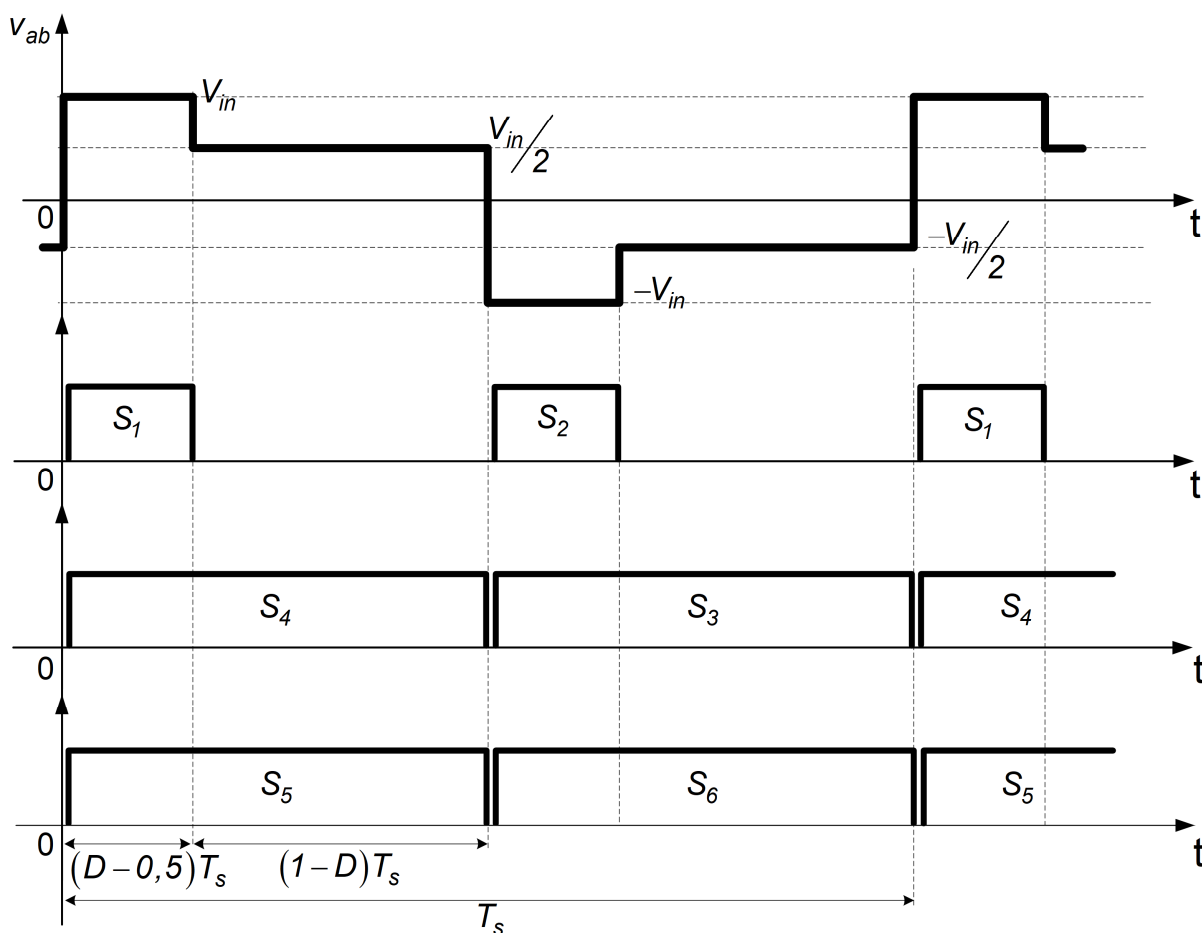 v_ab
V_in
V_in/2
0
t
–V_in/2
–V_in
S_1
S_2
S_1
0
t
S_4
S_3
S_4
0
t
S_5
S_6
S_5
0
t
(D–0,5)T_s
(1–D)T_s
T_s